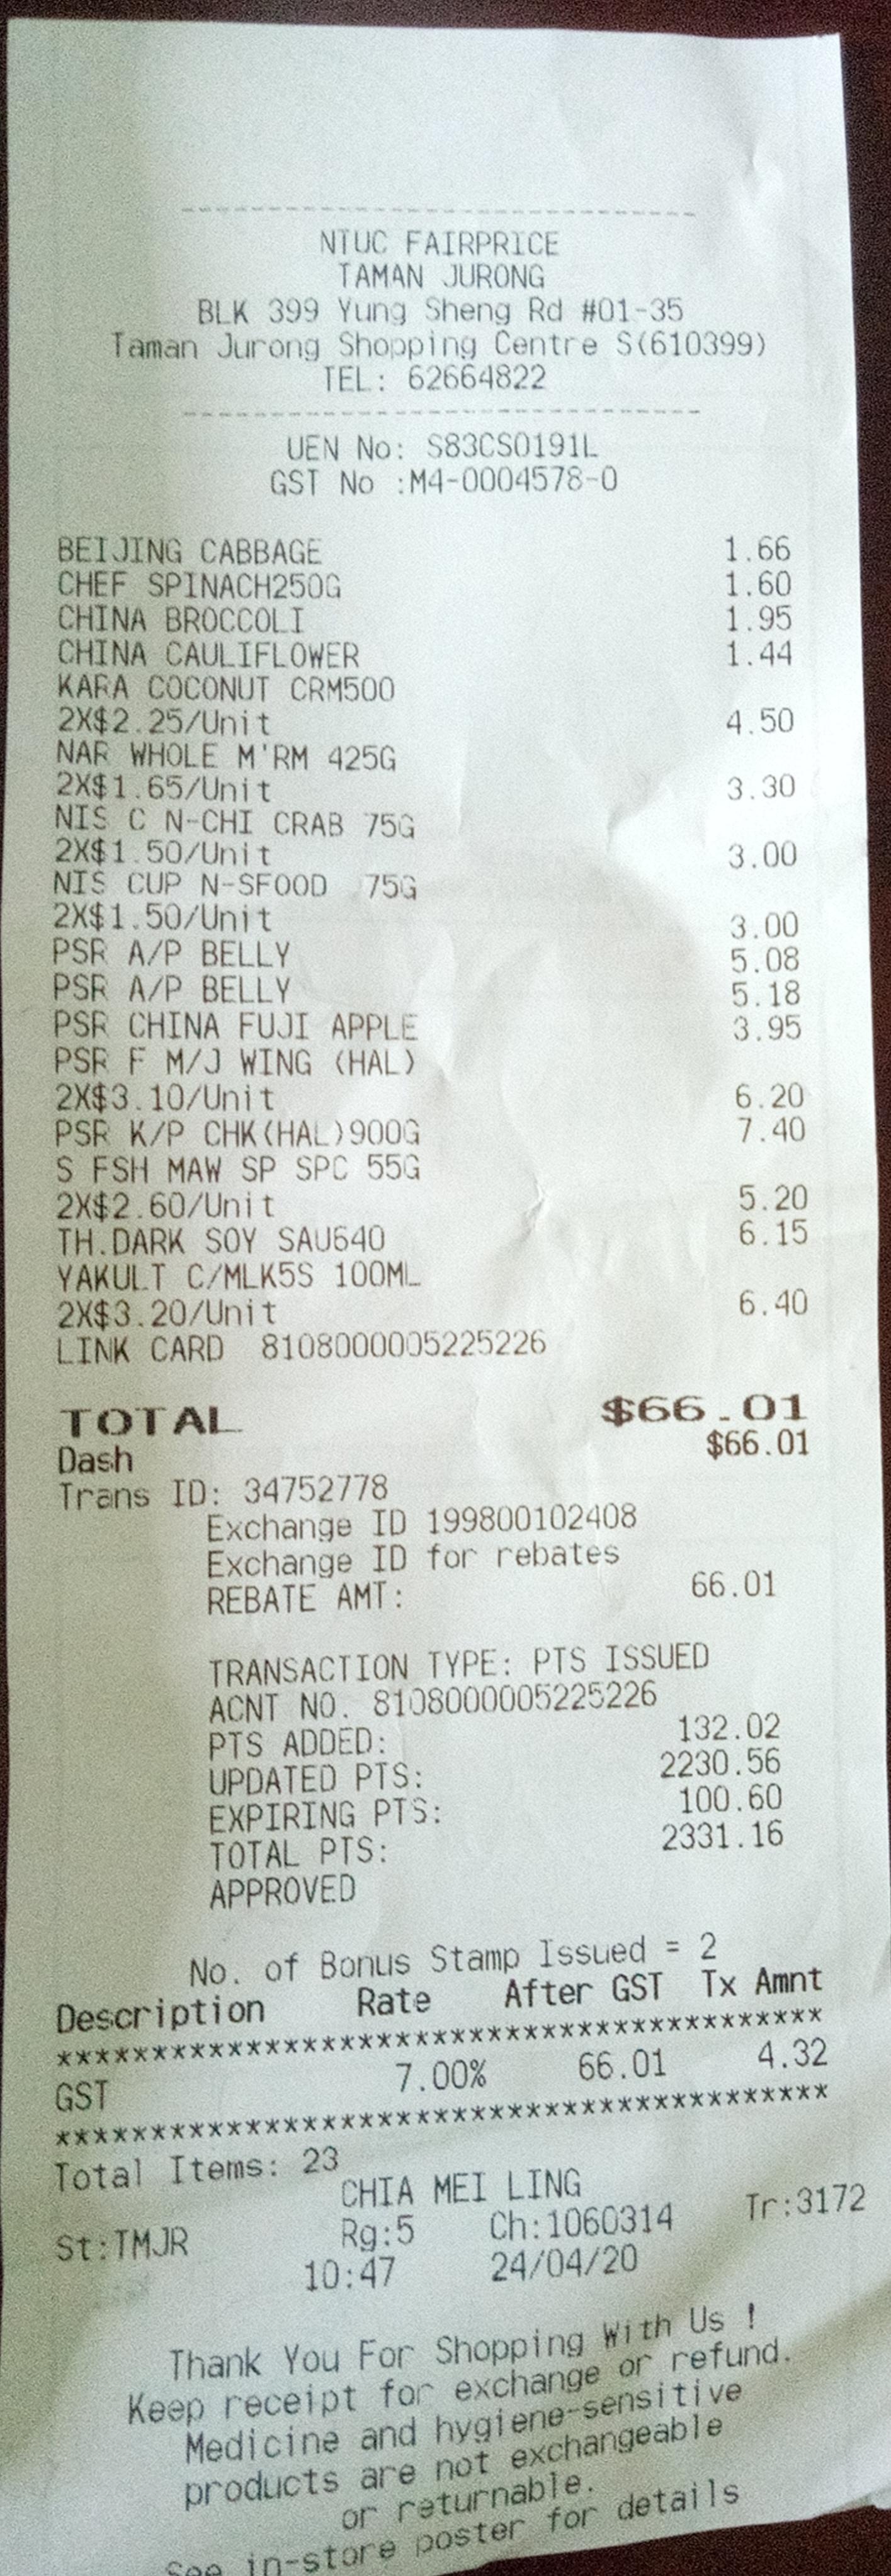 NTUC FAIRPRICE
TAMAN JURONG
BLK 399 Yung Sheng Rd #01-35
Taman Jurong Shopping Centre S(610399)
TEL: 62664822
UEN No: S83CS0191L
GST No :M4-0004578-0
BEIJING CABBAGE 1.66
CHEF SPINACH250G 1.60
CHINA BROCCOLI 1.95
CHINA CAULIFLOWER 1.44
KARA COCONUT CRM500
2X$2.25/Unit 4.50
NAR WHOLE M'RM 425G
2X$1.65/Unit 3.30
NIS C N-CHI CRAB 75G
2X$1.50/Unit 3.00
NIS CUP N-SFOOD 75G
2X$1.50/Unit 3.00
PSR A/P BELLY 5.08
PSR A/P BELLY 5.18
PSR CHINA FUJI APPLE 3.95
PSR F M/J WING (HAL)
2X$3.10/Unit 6.20
PSR K/P CHK(HAL)900G 7.40
S FSH MAW SP SPC 55G
2X$2.60/Unit 5.20
TH.DARK SOY SAU640 6.15
YAKULT C/MLK5S 100ML
2X$3.20/Unit 6.40
LINK CARD 8108000005225226
TOTAL $66.01
Dash $66.01
Trans ID: 34752778
Exchange ID 199800102408
Exchange ID for rebates
REBATE AMT: 66.01
TRANSACTION TYPE: PTS ISSUED
ACNT NO. 8108000005225226
PTS ADDED: 132.02
UPDATED PTS: 2230.56
EXPIRING PTS: 100.60
TOTAL PTS: 2331.16
APPROVED
No. of Bonus Stamp Issued = 2
Description Rate After GST Tx Amnt
****************************************
GST 7.00% 66.01 4.32
****************************************
Total Items: 23
CHIA MEI LING
St:TMJR Rg:5 Ch:1060314 Tr:3172
10:47 24/04/20
Thank You For Shopping With Us !
Keep receipt for exchange or refund.
Medicine and hygiene-sensitive
products are not exchangeable
or returnable.
See in-store poster for details